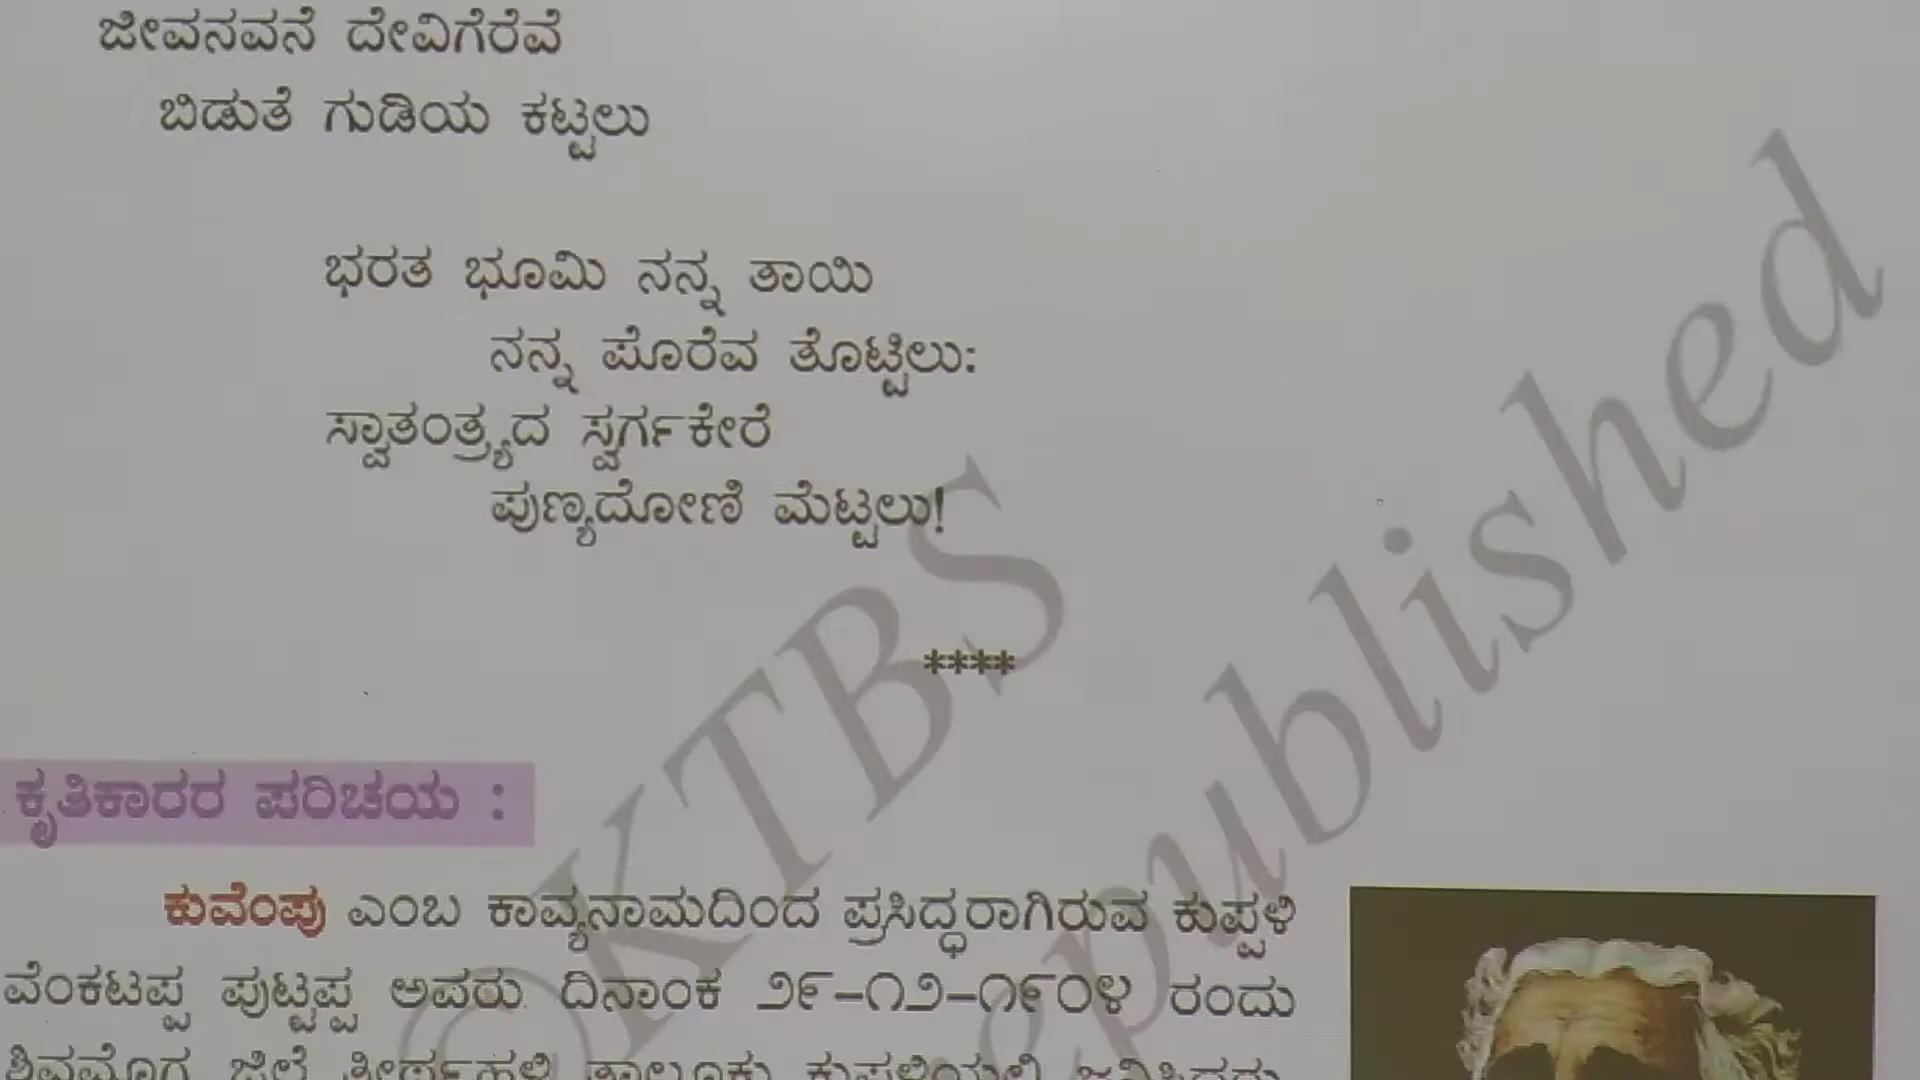 ಜೀವನವನೆ ದೇವಿಗೆರೆವೆ
ಬಿಡುತೆ ಗುಡಿಯ ಕಟ್ಟಲು
ಭರತ ಭೂಮಿ ನನ್ನ ತಾಯಿ
ನನ್ನ ಪೊರೆವ ತೊಟ್ಟಿಲು:
ಸ್ವಾತಂತ್ರ್ಯದ ಸ್ವರ್ಗಕೇರೆ
ಪುಣ್ಯದೋಣಿ ಮೆಟ್ಟಲು!
****
ಕೃತಿಕಾರರ ಪರಿಚಯ :
ಕುವೆಂಪು ಎಂಬ ಕಾವ್ಯನಾಮದಿಂದ ಪ್ರಸಿದ್ಧರಾಗಿರುವ ಕುಪ್ಪಳಿ
ವೆಂಕಟಪ್ಪ ಪುಟ್ಟಪ್ಪ ಅವರು ದಿನಾಂಕ ೨೯-೧೨-೧೯೦೪ ರಂದು
©KTBS
epublished